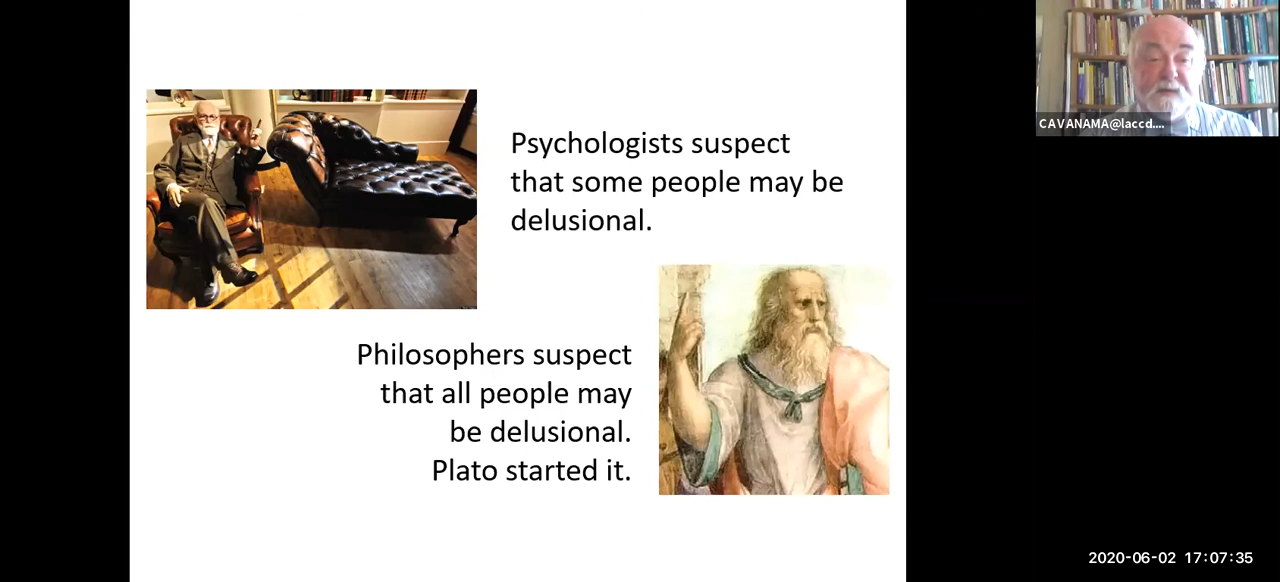 Psychologists suspect
that some people may be
delusional.
Philosophers suspect
that all people may
be delusional.
Plato started it.
CAVANAMA@laccd....
2020-06-02 17:07:35